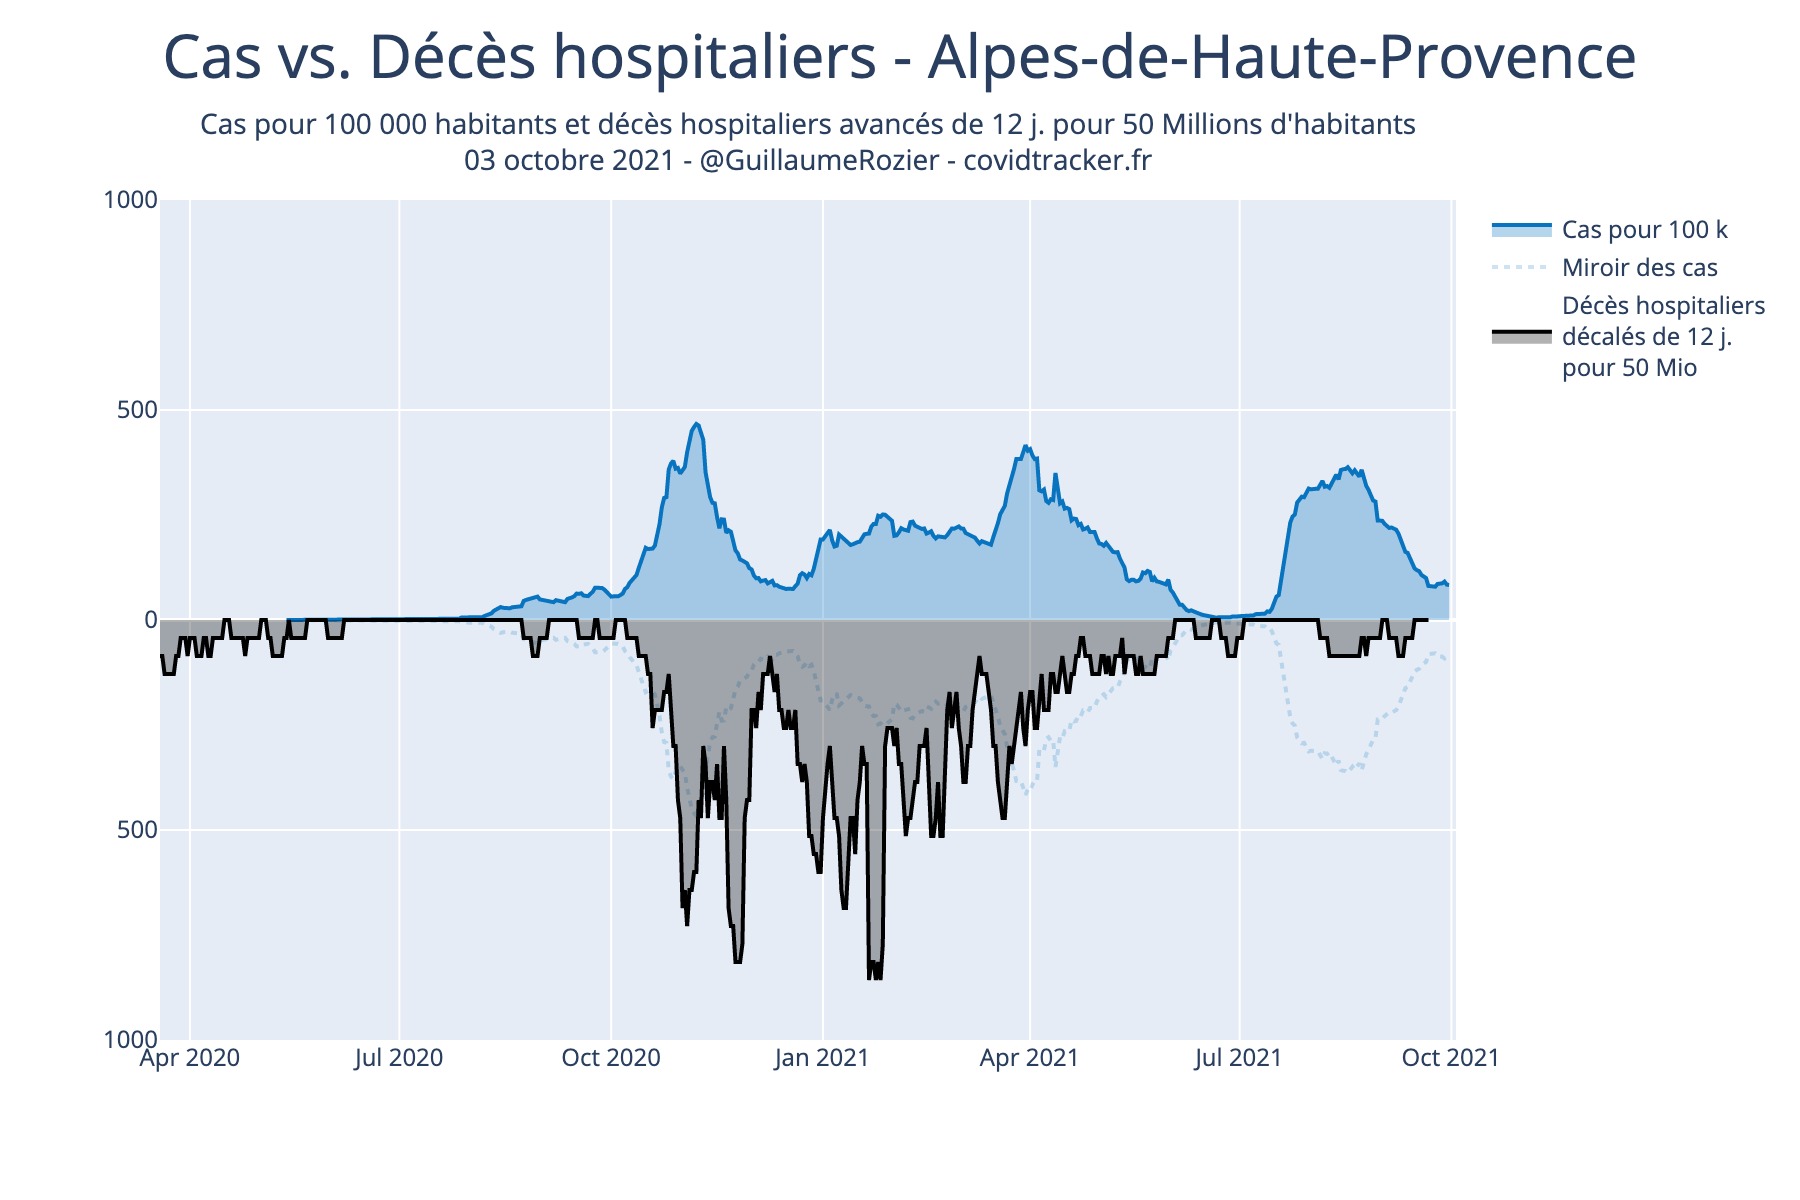 Cas vs. Décès hospitaliers - Alpes-de-Haute-Provence
Cas pour 100 000 habitants et décès hospitaliers avancés de 12 j. pour 50 Millions d'habitants
03 octobre 2021 - @GuillaumeRozier - covidtracker.fr
1000
500
0
500
1000
Apr 2020
Jul 2020
Oct 2020
Jan 2021
Apr 2021
Jul 2021
Oct 2021
Cas pour 100 k
Miroir des cas
Décès hospitaliers
décalés de 12 j.
pour 50 Mio